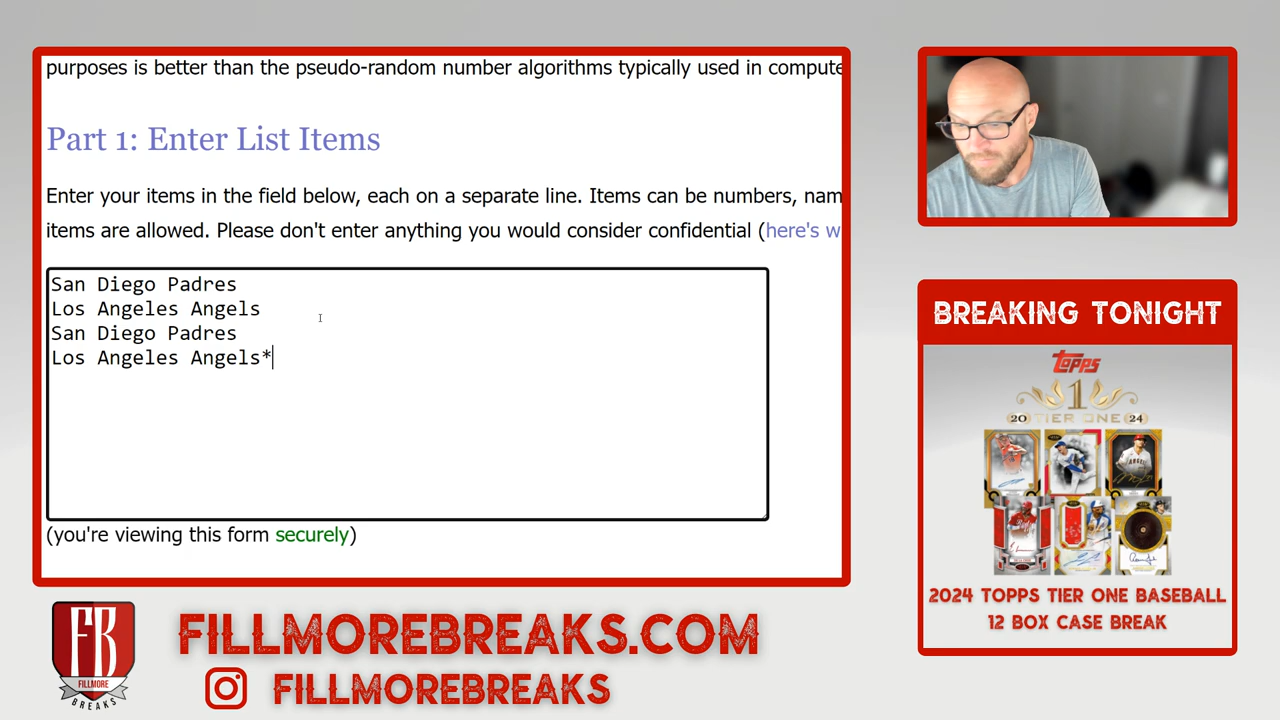 purposes is better than the pseudo-random number algorithms typically used in compute
Part 1: Enter List Items
Enter your items in the field below, each on a separate line. Items can be numbers, nam
items are allowed. Please don't enter anything you would consider confidential (here's w
San Diego Padres
Los Angeles Angels
San Diego Padres
Los Angeles Angels*
(you're viewing this form securely)
BREAKING TONIGHT
topps
1
20 TIER ONE 24
2024 TOPPS TIER ONE BASEBALL
12 BOX CASE BREAK
FB
FILLMORE
BREAKS
FILLMOREBREAKS.COM
FILLMOREBREAKS